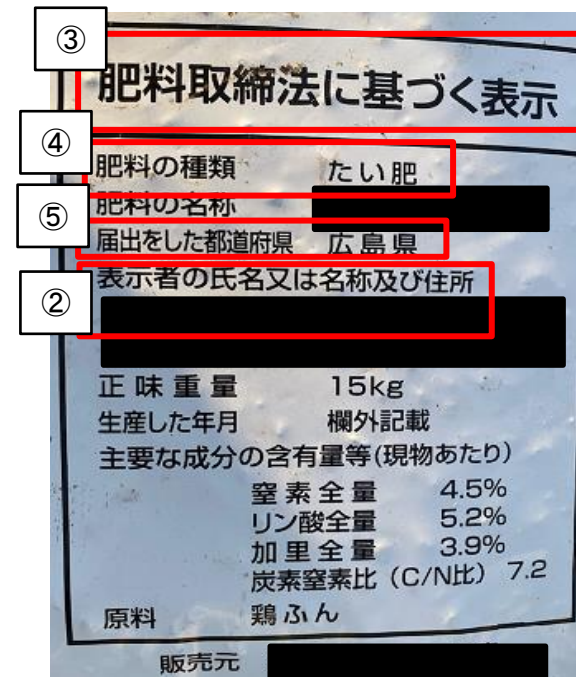 ③
肥料取締法に基づく表示
④
肥料の種類 たい肥
肥料の名称
⑤
届出をした都道府県 広島県
表示者の氏名又は名称及び住所
②
正味重量 15kg
生産した年月 欄外記載
主要な成分の含有量等(現物あたり)
窒素全量 4.5%
リン酸全量 5.2%
加里全量 3.9%
炭素窒素比(C/N比) 7.2
原料 鶏ふん
販売元